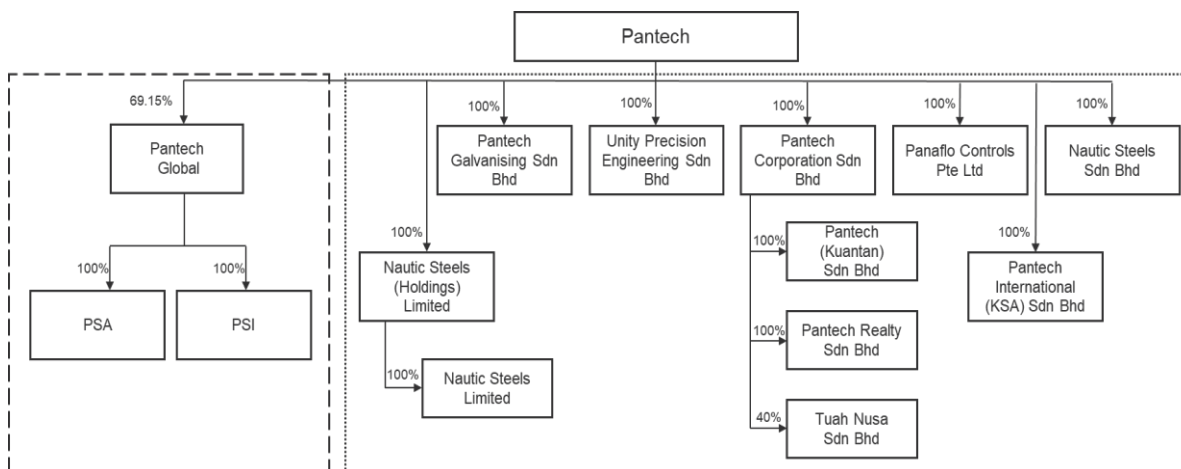 Pantech
69.15%
100%
100%
100%
100%
100%
Pantech
Global
Pantech
Galvanising Sdn
Bhd
Unity Precision
Engineering Sdn
Bhd
Pantech
Corporation Sdn
Bhd
Panaflo Controls
Pte Ltd
Nautic Steels
Sdn Bhd
100%
100%
100%
Nautic Steels
(Holdings)
Limited
100%
Pantech
(Kuantan)
Sdn Bhd
100%
Pantech
International
(KSA) Sdn Bhd
PSA
PSI
100%
Pantech Realty
Sdn Bhd
100%
Nautic Steels
Limited
40%
Tuah Nusa
Sdn Bhd